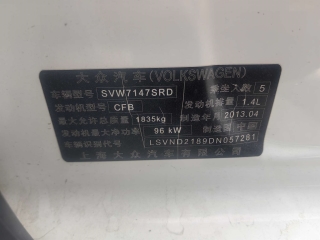 大众汽车(VOLKSWAGEN)
车辆型号 SVW7147SRD 乘坐人数 5
发动机型号 CFB 发动机排量 1.4L
最大允许总质量 1835kg 制造年月 2013.04
发动机最大净功率 96 kW 制造国 中国
车辆识别代号 LSVND2189DN057281
上海大众汽车有限公司